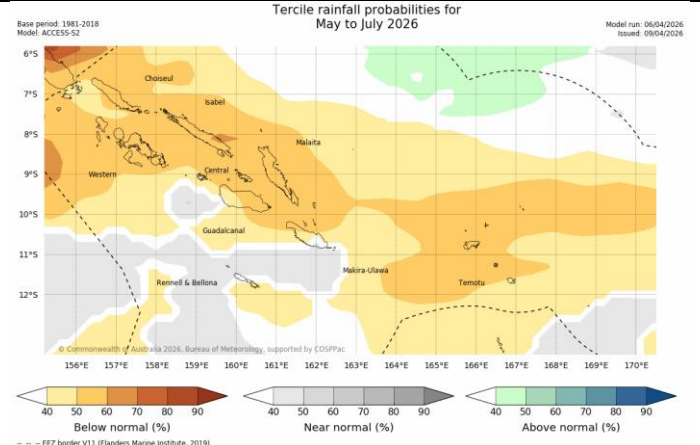 Tercile rainfall probabilities for
May to July 2026
Base period: 1981-2018
Model: ACCESS-S2
Model run: 06/04/2026
Issued: 09/04/2026
6°S
Choiseul
7°S
Isabel
8°S
Malaita
9°S
Western
Central
10°S
Guadalcanal
11°S
Makira-Ulawa
Rennell & Bellona
Temotu
12°S
© Commonwealth of Australia 2026, Bureau of Meteorology, supported by COSPPac
156°E 157°E 158°E 159°E 160°E 161°E 162°E 163°E 164°E 165°E 166°E 167°E 168°E 169°E 170°E
40 50 60 70 80 90 40 50 60 70 80 90 40 50 60 70 80 90
Below normal (%) Near normal (%) Above normal (%)
EEZ border V11 (Flanders Marine Institute, 2019)